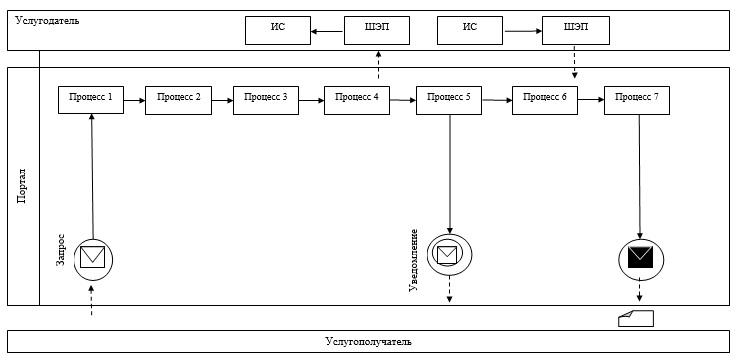 Услугодатель
ИС
ШЭП
ИС
ШЭП
Портал
Процесс 1
Процесс 2
Процесс 3
Процесс 4
Процесс 5
Процесс 6
Процесс 7
Запрос
Уведомление
Услугополучатель